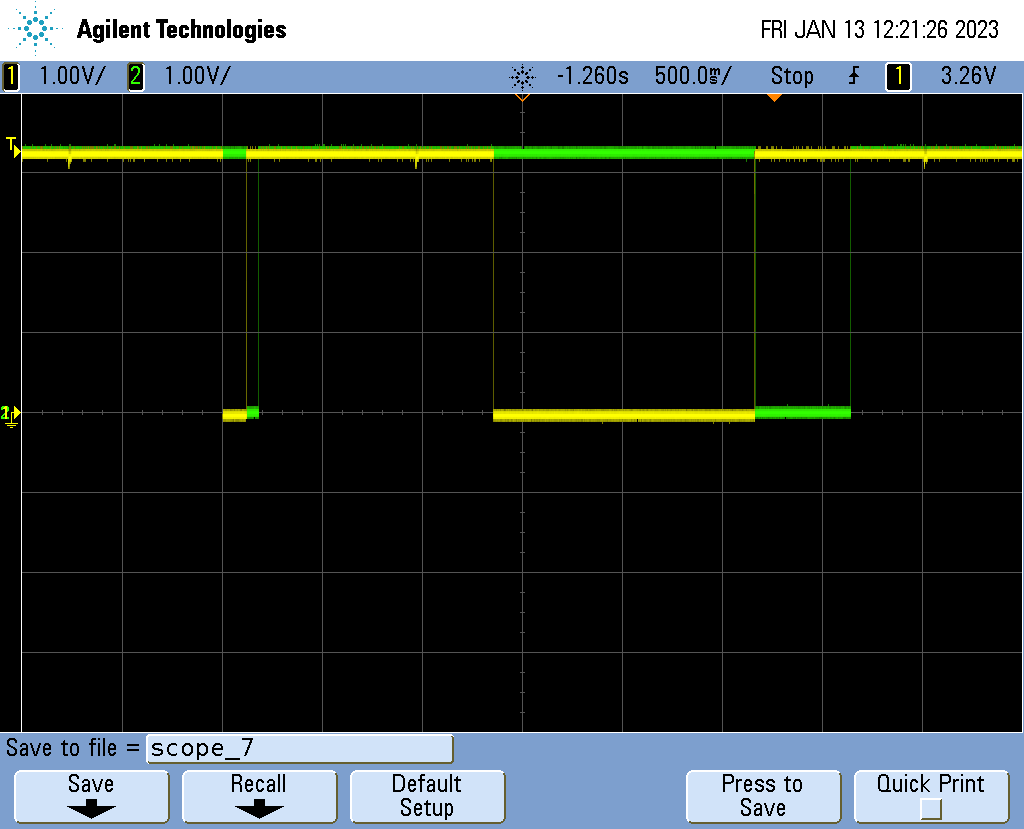 Agilent Technologies
FRI JAN 13 12:21:26 2023
1 1.00V/ 2 1.00V/ -1.260s 500.0ms/ Stop 1 3.26V
T
2
Save to file = scope_7
Save
Recall
Default
Setup
Press to
Save
Quick Print